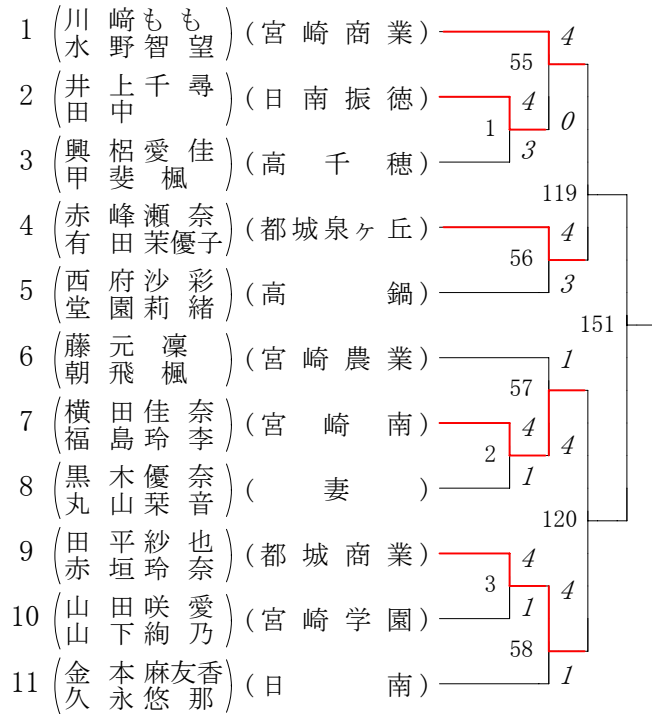 1 川﨑もも (宮崎商業)
水野智望
2 井上千尋 (日南振徳)
田中
3 興梠愛佳 (高千穂)
甲斐楓
4 赤峰瀬奈 (都城泉ヶ丘)
有田茉優子
5 西府沙彩 (高鍋)
堂園莉緒
6 藤元凜 (宮崎農業)
朝飛楓
7 横田佳奈 (宮崎南)
福島玲李
8 黒木優奈 (妻)
丸山栞音
9 田平紗也 (都城商業)
赤垣玲奈
10 山田咲愛 (宮崎学園)
山下絢乃
11 金本麻友香 (日南)
久永悠那
4
55
4
0
1
3
119
4
56
3
151
1
57
4
4
2
1
120
4
3
4
1
58
1